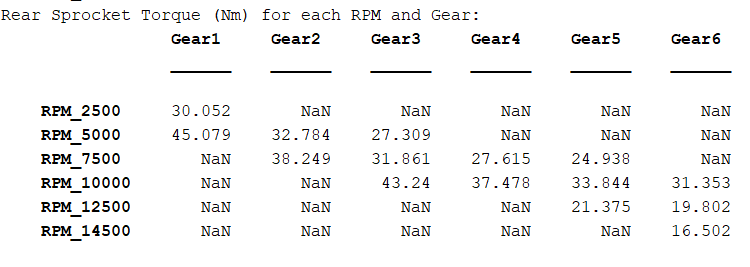 Rear Sprocket Torque (Nm) for each RPM and Gear:
Gear1 Gear2 Gear3 Gear4 Gear5 Gear6
RPM_2500 30.052 NaN NaN NaN NaN NaN
RPM_5000 45.079 32.784 27.309 NaN NaN NaN
RPM_7500 NaN 38.249 31.861 27.615 24.938 NaN
RPM_10000 NaN NaN 43.24 37.478 33.844 31.353
RPM_12500 NaN NaN NaN NaN 21.375 19.802
RPM_14500 NaN NaN NaN NaN NaN 16.502